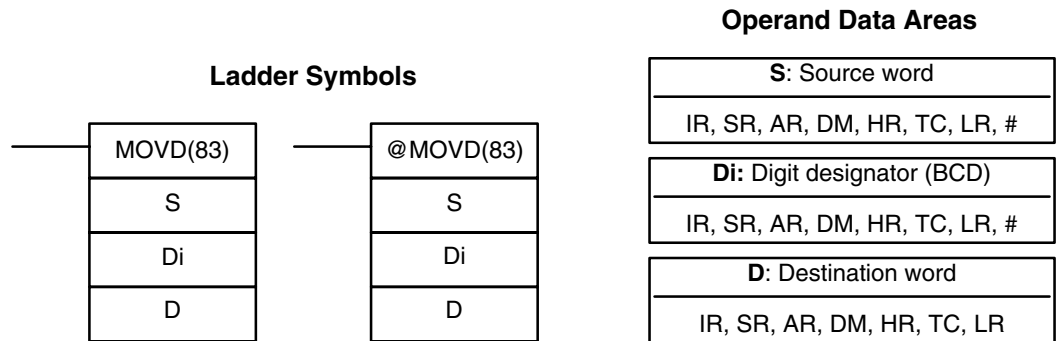 Ladder Symbols
MOVD(83)
S
Di
D
@MOVD(83)
S
Di
D
Operand Data Areas
S: Source word
IR, SR, AR, DM, HR, TC, LR, #
Di: Digit designator (BCD)
IR, SR, AR, DM, HR, TC, LR, #
D: Destination word
IR, SR, AR, DM, HR, TC, LR